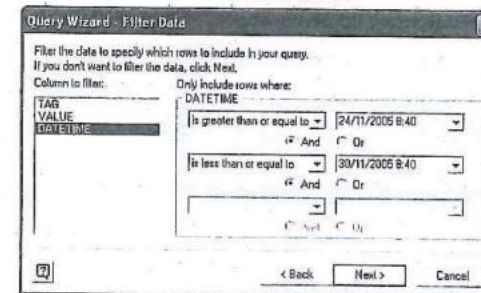 Query Wizard - Filter Data
Filter the data to specify which rows to include in your query.
If you don't want to filter the data, click Next.
Column to filter:
Only include rows where:
TAG
VALUE
DATETIME
DATETIME
is greater than or equal to 24/11/2005 8:40
And Or
is less than or equal to 30/11/2005 8:40
And Or
And Or
? < Back Next > Cancel